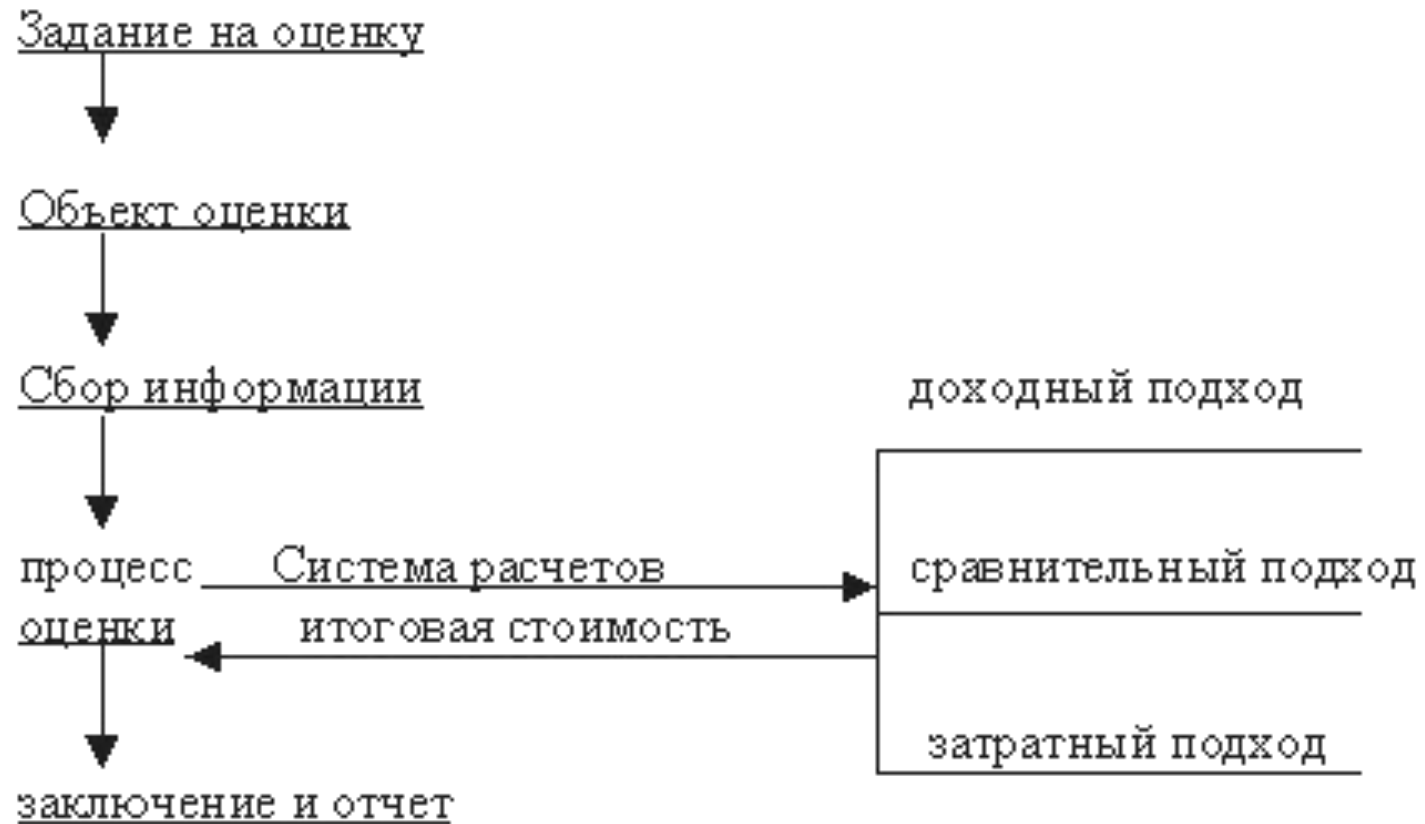 Задание на оценку
Объект оценки
Сбор информации
доходный подход
процесс Система расчетов
сравнительный подход
оценки итоговая стоимость
затратный подход
заключение и отчет